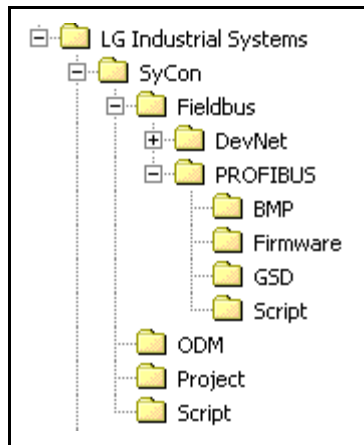 LG Industrial Systems
SyCon
Fieldbus
DevNet
PROFIBUS
BMP
Firmware
GSD
Script
ODM
Project
Script